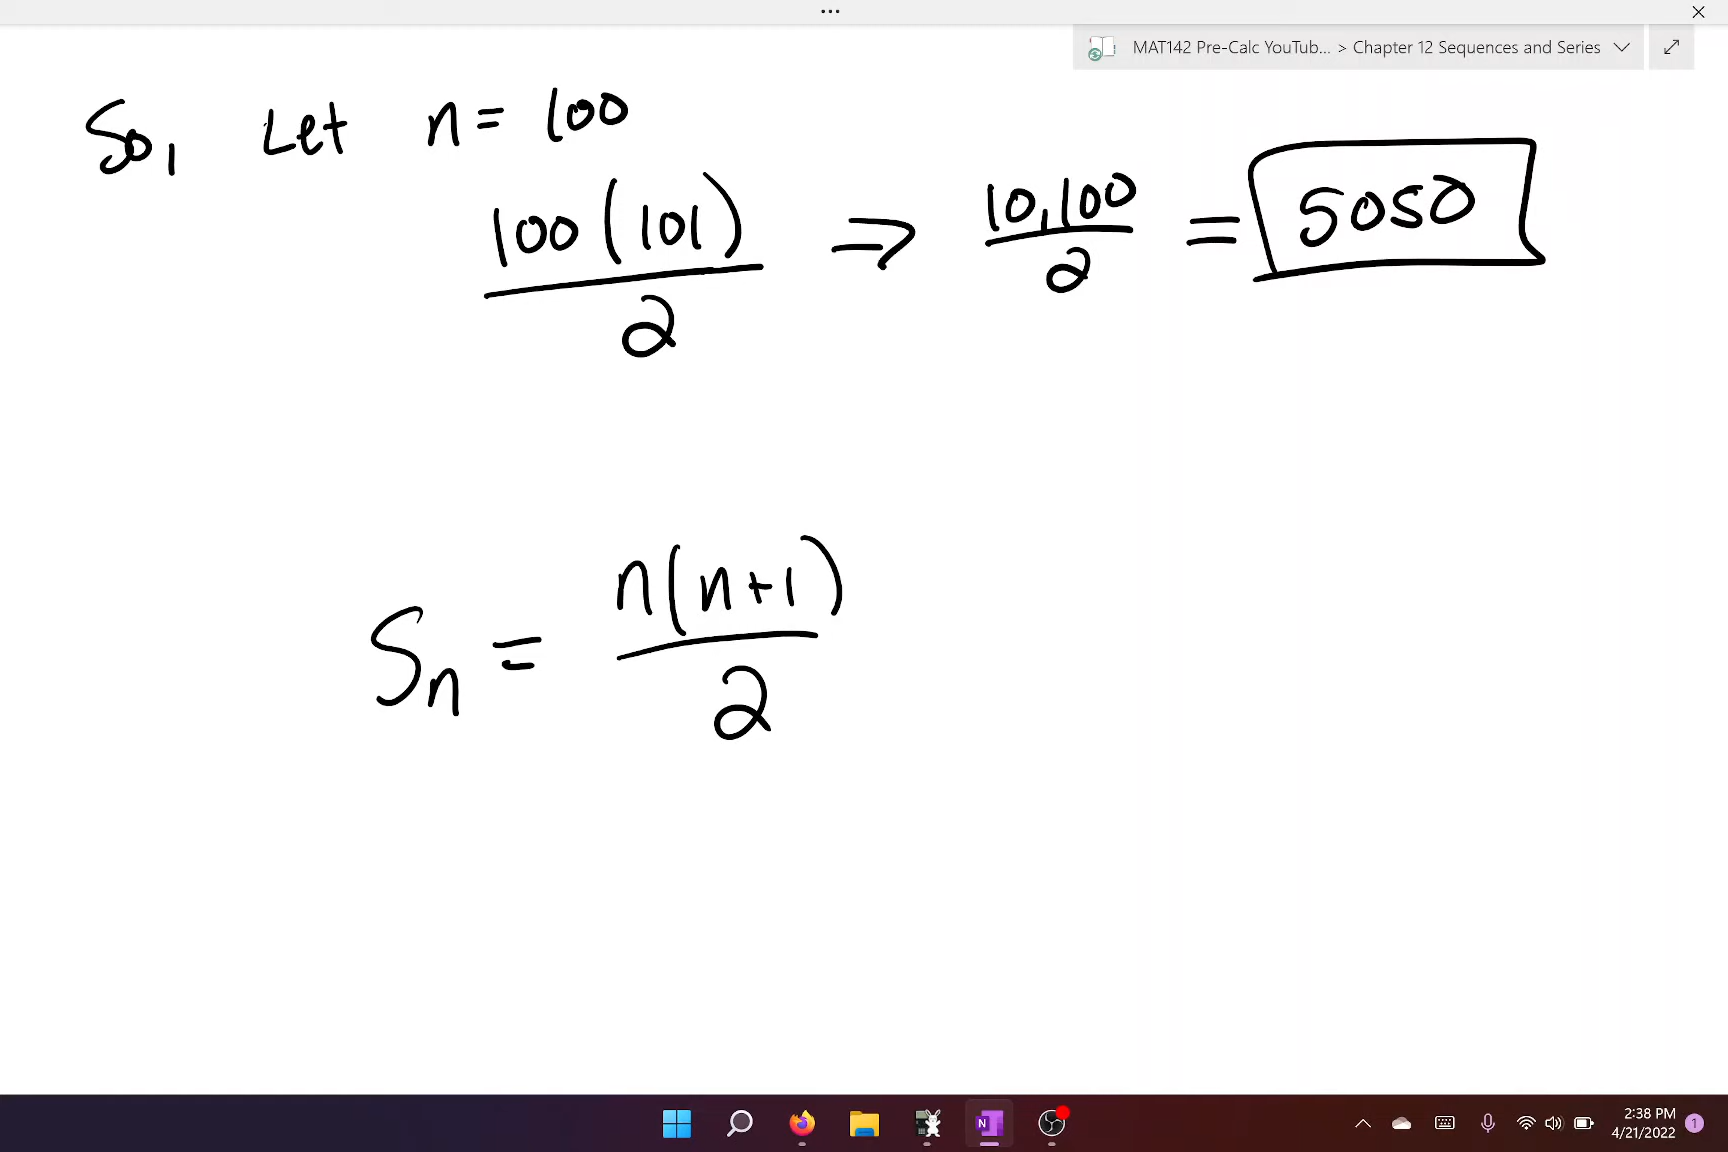 MAT142 Pre-Calc YouTub... > Chapter 12 Sequences and Series
So, Let n = 100
100(101)/2 ⇒ 10,100/2 = 5050
Sn = n(n+1)/2
2:38 PM
4/21/2022
1